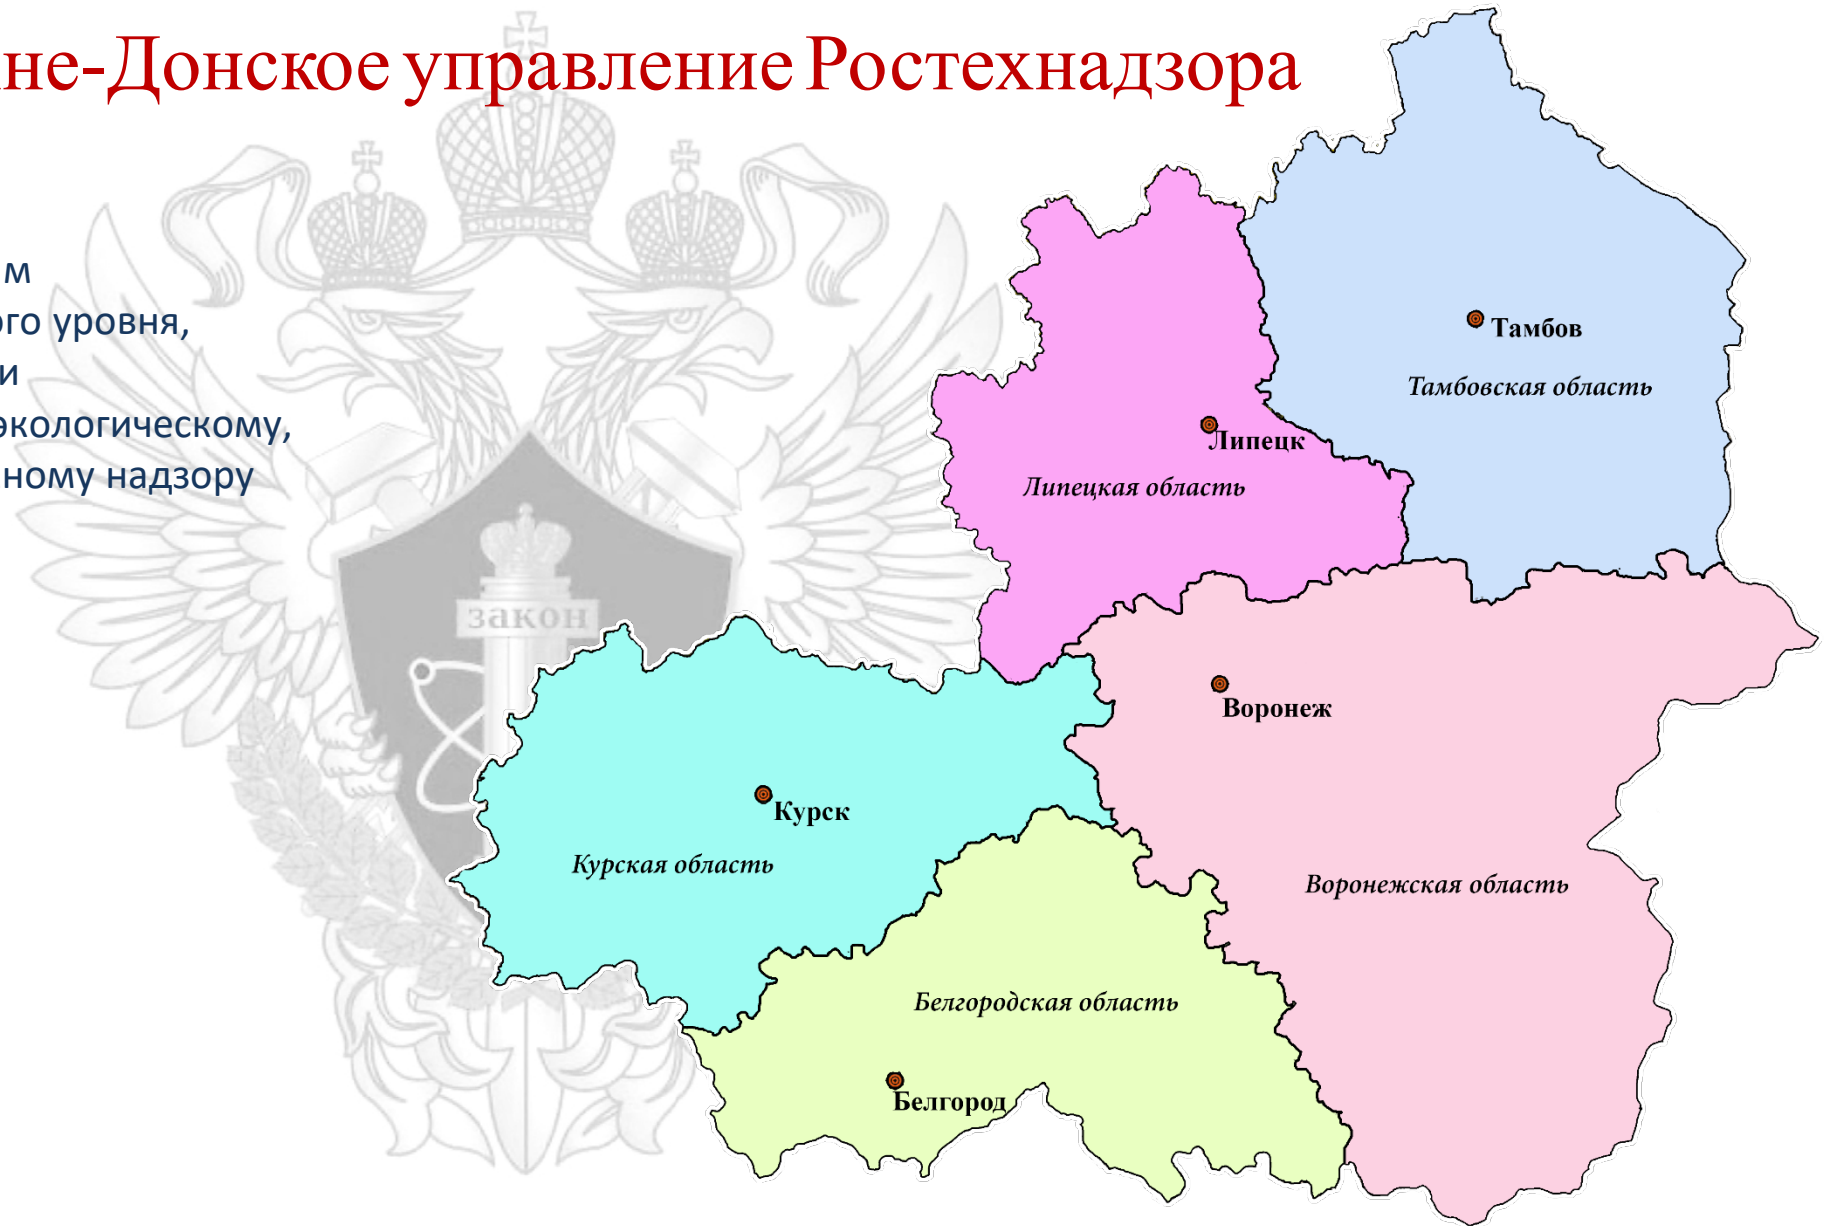 не-Донское управление Ростехнадзора
м
ого уровня,
и
экологическому,
ному надзору
закон
Тамбов
Тамбовская область
Липецк
Липецкая область
Воронеж
Курск
Курская область
Воронежская область
Белгородская область
Белгород